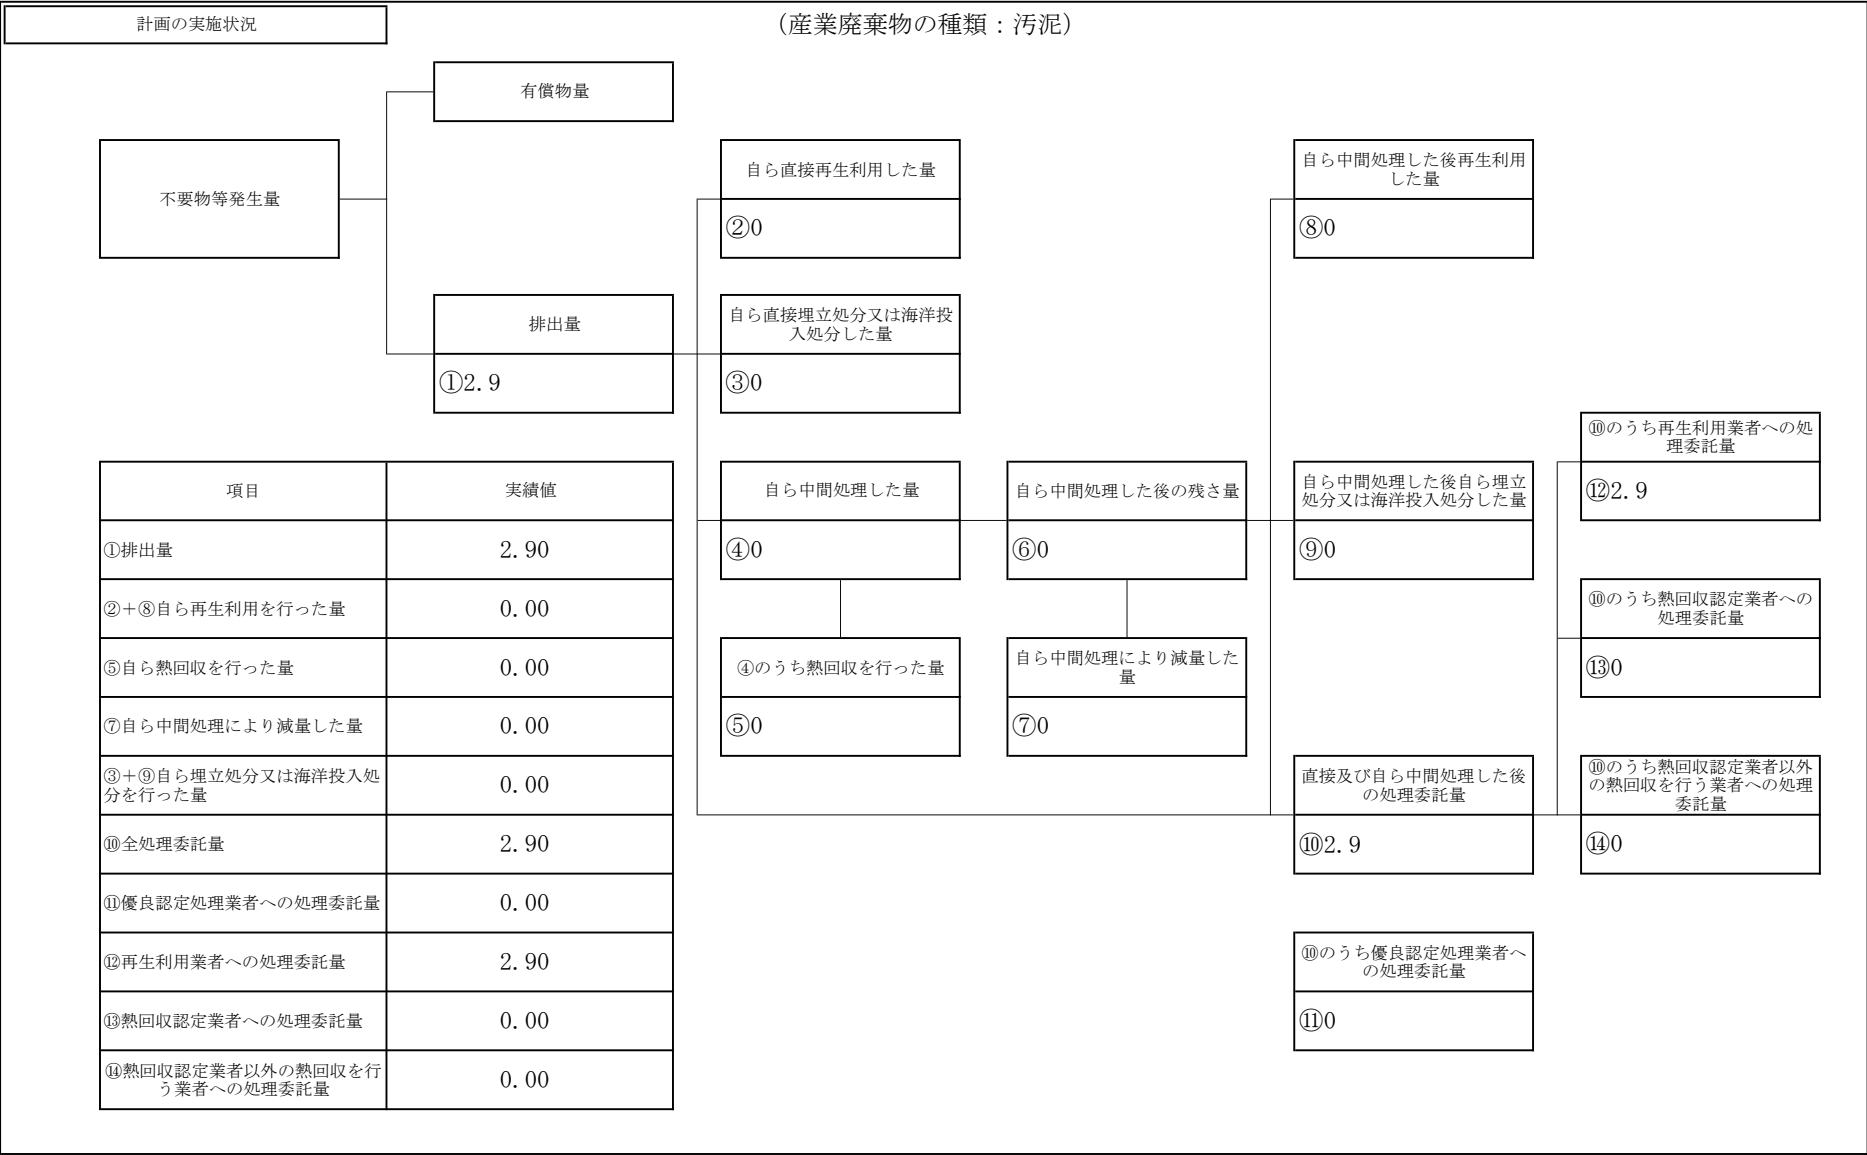 計画の実施状況
（産業廃棄物の種類：汚泥）
有償物量
不要物等発生量
自ら直接再生利用した量
②0
自ら中間処理した後再生利用
した量
⑧0
排出量
①2.9
自ら直接埋立処分又は海洋投
入処分した量
③0
⑩のうち再生利用業者への処
理委託量
⑫2.9
自ら中間処理した量
④0
自ら中間処理した後の残さ量
⑥0
自ら中間処理した後自ら埋立
処分又は海洋投入処分した量
⑨0
⑩のうち熱回収認定業者への
処理委託量
⑬0
④のうち熱回収を行った量
⑤0
自ら中間処理により減量した
量
⑦0
直接及び自ら中間処理した後
の処理委託量
⑩2.9
⑩のうち熱回収認定業者以外
の熱回収を行う業者への処理
委託量
⑭0
⑩のうち優良認定処理業者へ
の処理委託量
⑪0
項目 実績値
①排出量 2.90
②＋⑧自ら再生利用を行った量 0.00
⑤自ら熱回収を行った量 0.00
⑦自ら中間処理により減量した量 0.00
③＋⑨自ら埋立処分又は海洋投入処
分を行った量 0.00
⑩全処理委託量 2.90
⑪優良認定処理業者への処理委託量 0.00
⑫再生利用業者への処理委託量 2.90
⑬熱回収認定業者への処理委託量 0.00
⑭熱回収認定業者以外の熱回収を行
う業者への処理委託量 0.00